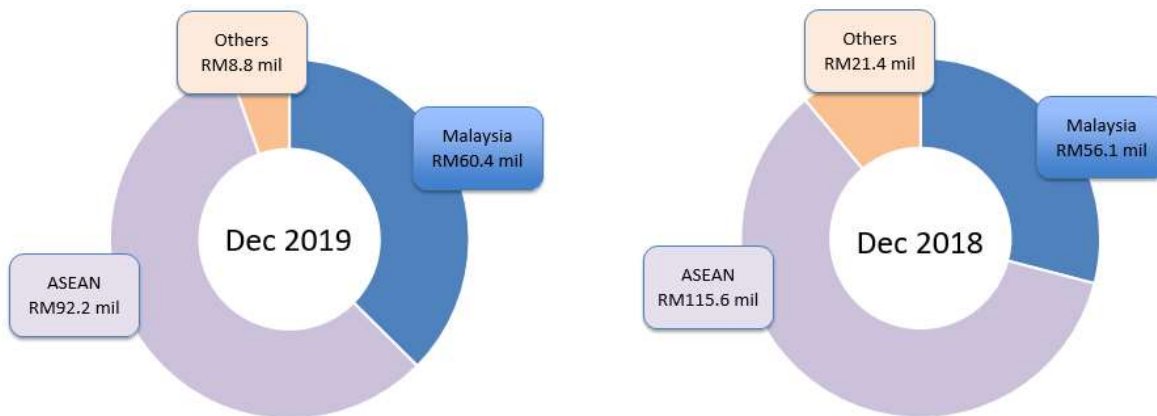 Others
RM8.8 mil
Malaysia
RM60.4 mil
Dec 2019
ASEAN
RM92.2 mil
Others
RM21.4 mil
Malaysia
RM56.1 mil
Dec 2018
ASEAN
RM115.6 mil